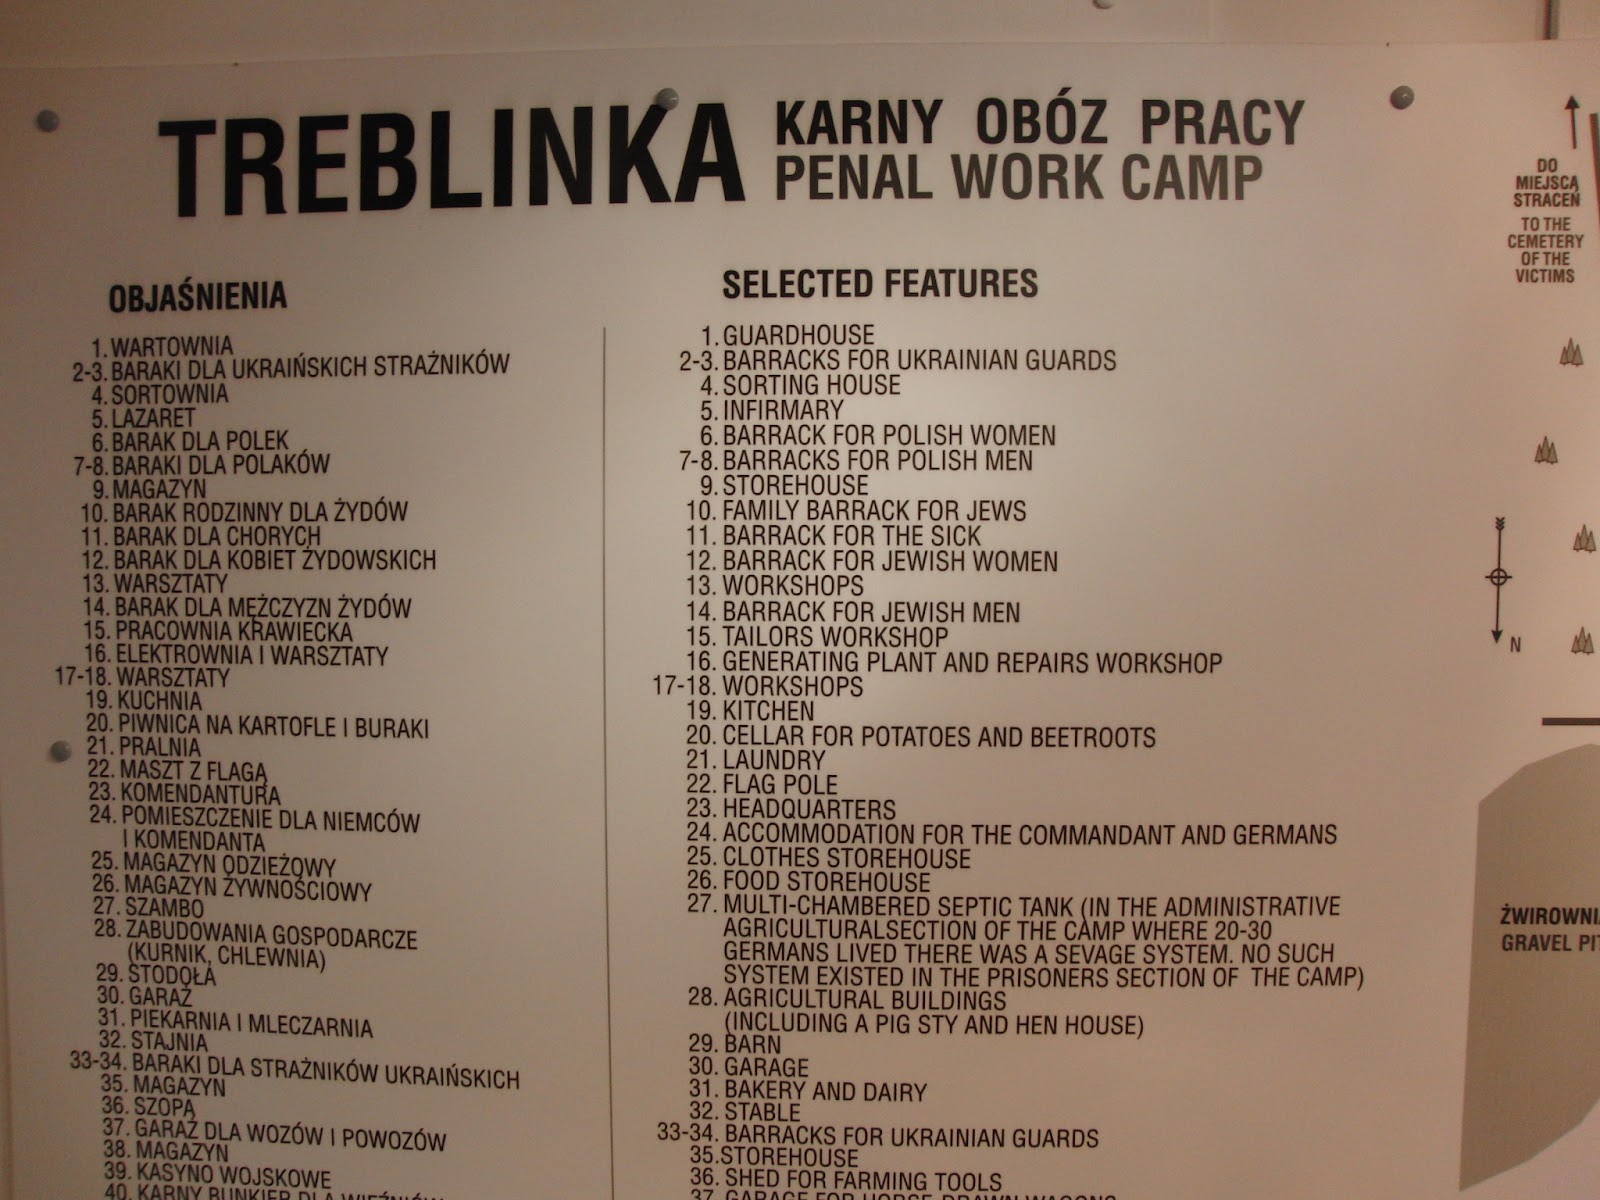 TREBLINKA
KARNY OBÓZ PRACY
PENAL WORK CAMP
OBJAŚNIENIA
1. WARTOWNIA
2-3. BARAKI DLA UKRAIŃSKICH STRAŻNIKÓW
4. SORTOWNIA
5. LAZARET
6. BARAK DLA POLEK
7-8. BARAKI DLA POLAKÓW
9. MAGAZYN
10. BARAK RODZINNY DLA ŻYDÓW
11. BARAK DLA CHORYCH
12. BARAK DLA KOBIET ŻYDOWSKICH
13. WARSZTATY
14. BARAK DLA MĘŻCZYZN ŻYDÓW
15. PRACOWNIA KRAWIECKA
16. ELEKTROWNIA I WARSZTATY
17-18. WARSZTATY
19. KUCHNIA
20. PIWNICA NA KARTOFLE I BURAKI
21. PRALNIA
22. MASZT Z FLAGĄ
23. KOMENDANTURA
24. POMIESZCZENIE DLA NIEMCÓW
I KOMENDANTA
25. MAGAZYN ODZIEŻOWY
26. MAGAZYN ŻYWNOŚCIOWY
27. SZAMBO
28. ZABUDOWANIA GOSPODARCZE
(KURNIK, CHLEWNIA)
29. STODOŁA
30. GARAŻ
31. PIEKARNIA I MLECZARNIA
32. STAJNIA
33-34. BARAKI DLA STRAŻNIKÓW UKRAIŃSKICH
35. MAGAZYN
36. SZOPA
37. GARAŻ DLA WOZÓW I POWOZÓW
38. MAGAZYN
39. KASYNO WOJSKOWE
40. KARNY BUNKIER DLA WIĘŹNIÓW
SELECTED FEATURES
1. GUARDHOUSE
2-3. BARRACKS FOR UKRAINIAN GUARDS
4. SORTING HOUSE
5. INFIRMARY
6. BARRACK FOR POLISH WOMEN
7-8. BARRACKS FOR POLISH MEN
9. STOREHOUSE
10. FAMILY BARRACK FOR JEWS
11. BARRACK FOR THE SICK
12. BARRACK FOR JEWISH WOMEN
13. WORKSHOPS
14. BARRACK FOR JEWISH MEN
15. TAILORS WORKSHOP
16. GENERATING PLANT AND REPAIRS WORKSHOP
17-18. WORKSHOPS
19. KITCHEN
20. CELLAR FOR POTATOES AND BEETROOTS
21. LAUNDRY
22. FLAG POLE
23. HEADQUARTERS
24. ACCOMMODATION FOR THE COMMANDANT AND GERMANS
25. CLOTHES STOREHOUSE
26. FOOD STOREHOUSE
27. MULTI-CHAMBERED SEPTIC TANK (IN THE ADMINISTRATIVE
AGRICULTURALSECTION OF THE CAMP WHERE 20-30
GERMANS LIVED THERE WAS A SEVAGE SYSTEM. NO SUCH
SYSTEM EXISTED IN THE PRISONERS SECTION OF THE CAMP)
28. AGRICULTURAL BUILDINGS
(INCLUDING A PIG STY AND HEN HOUSE)
29. BARN
30. GARAGE
31. BAKERY AND DAIRY
32. STABLE
33-34. BARRACKS FOR UKRAINIAN GUARDS
35. STOREHOUSE
36. SHED FOR FARMING TOOLS
37. GARAGE FOR HORSE-DRAWN WAGONS
DO
MIEJSCA
STRACEŃ
TO THE
CEMETERY
OF THE
VICTIMS
N
ŻWIROWNI
GRAVEL PI